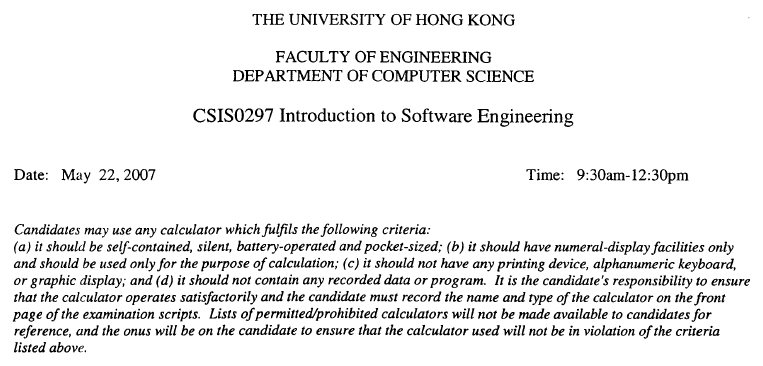 THE UNIVERSITY OF HONG KONG
FACULTY OF ENGINEERING
DEPARTMENT OF COMPUTER SCIENCE
CSIS0297 Introduction to Software Engineering
Date: May 22, 2007 Time: 9:30am-12:30pm
Candidates may use any calculator which fulfils the following criteria:
(a) it should be self-contained, silent, battery-operated and pocket-sized; (b) it should have numeral-display facilities only
and should be used only for the purpose of calculation; (c) it should not have any printing device, alphanumeric keyboard,
or graphic display; and (d) it should not contain any recorded data or program. It is the candidate's responsibility to ensure
that the calculator operates satisfactorily and the candidate must record the name and type of the calculator on the front
page of the examination scripts. Lists of permitted/prohibited calculators will not be made available to candidates for
reference, and the onus will be on the candidate to ensure that the calculator used will not be in violation of the criteria
listed above.